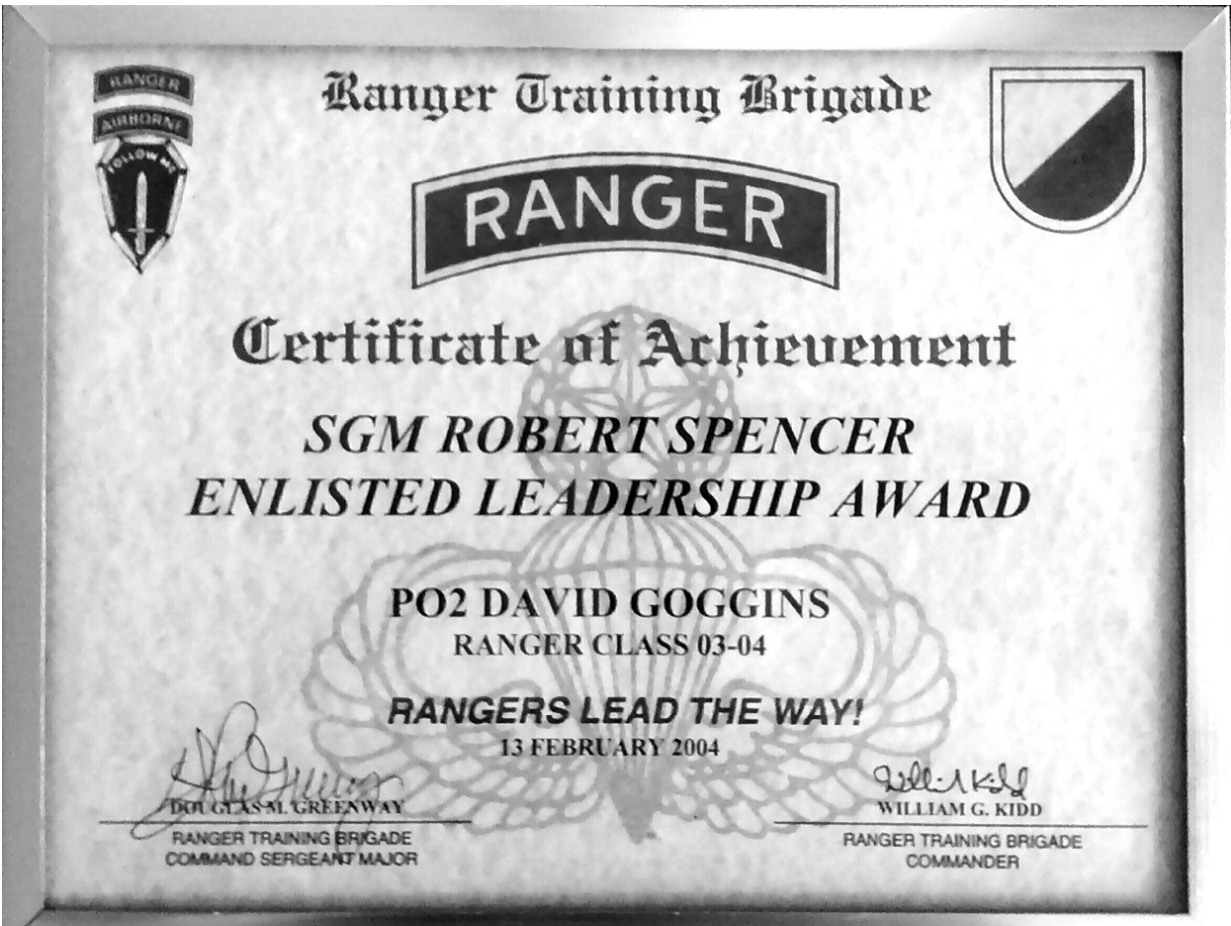 RANGER
AIRBORNE
FOLLOW ME
Ranger Training Brigade
RANGER
Certificate of Achievement
SGM ROBERT SPENCER
ENLISTED LEADERSHIP AWARD
PO2 DAVID GOGGINS
RANGER CLASS 03-04
RANGERS LEAD THE WAY!
13 FEBRUARY 2004
DOUGLAS M. GREENWAY
RANGER TRAINING BRIGADE
COMMAND SERGEANT MAJOR
William Kidd
WILLIAM G. KIDD
RANGER TRAINING BRIGADE
COMMANDER